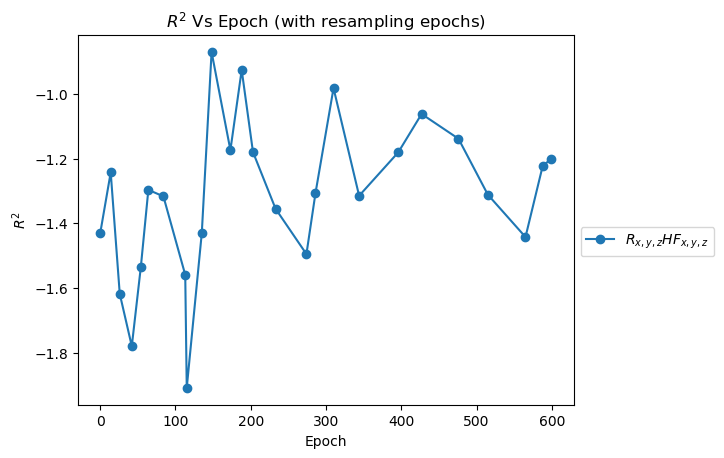 R² Vs Epoch (with resampling epochs)
R²
−1.0
−1.2
−1.4
−1.6
−1.8
0 100 200 300 400 500 600
Epoch
Rx, y, zHFx, y, z